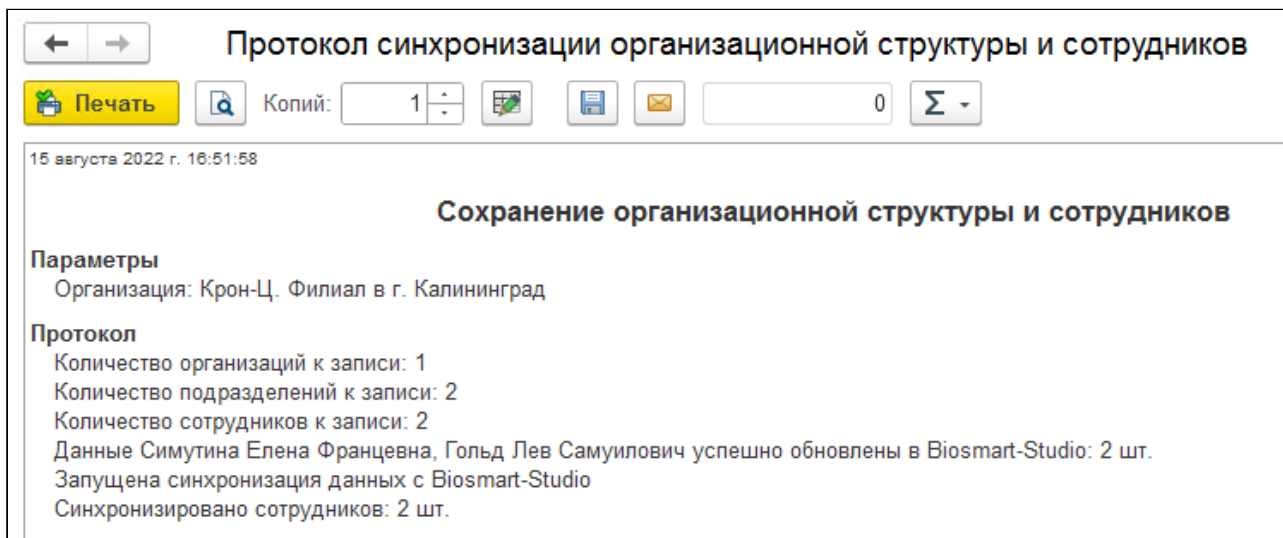 Протокол синхронизации организационной структуры и сотрудников
Печать Копий: 1 0 Σ
15 августа 2022 г. 16:51:58
Сохранение организационной структуры и сотрудников
Параметры
Организация: Крон-Ц. Филиал в г. Калининград
Протокол
Количество организаций к записи: 1
Количество подразделений к записи: 2
Количество сотрудников к записи: 2
Данные Симутина Елена Францевна, Гольд Лев Самуилович успешно обновлены в Biosmart-Studio: 2 шт.
Запущена синхронизация данных с Biosmart-Studio
Синхронизировано сотрудников: 2 шт.